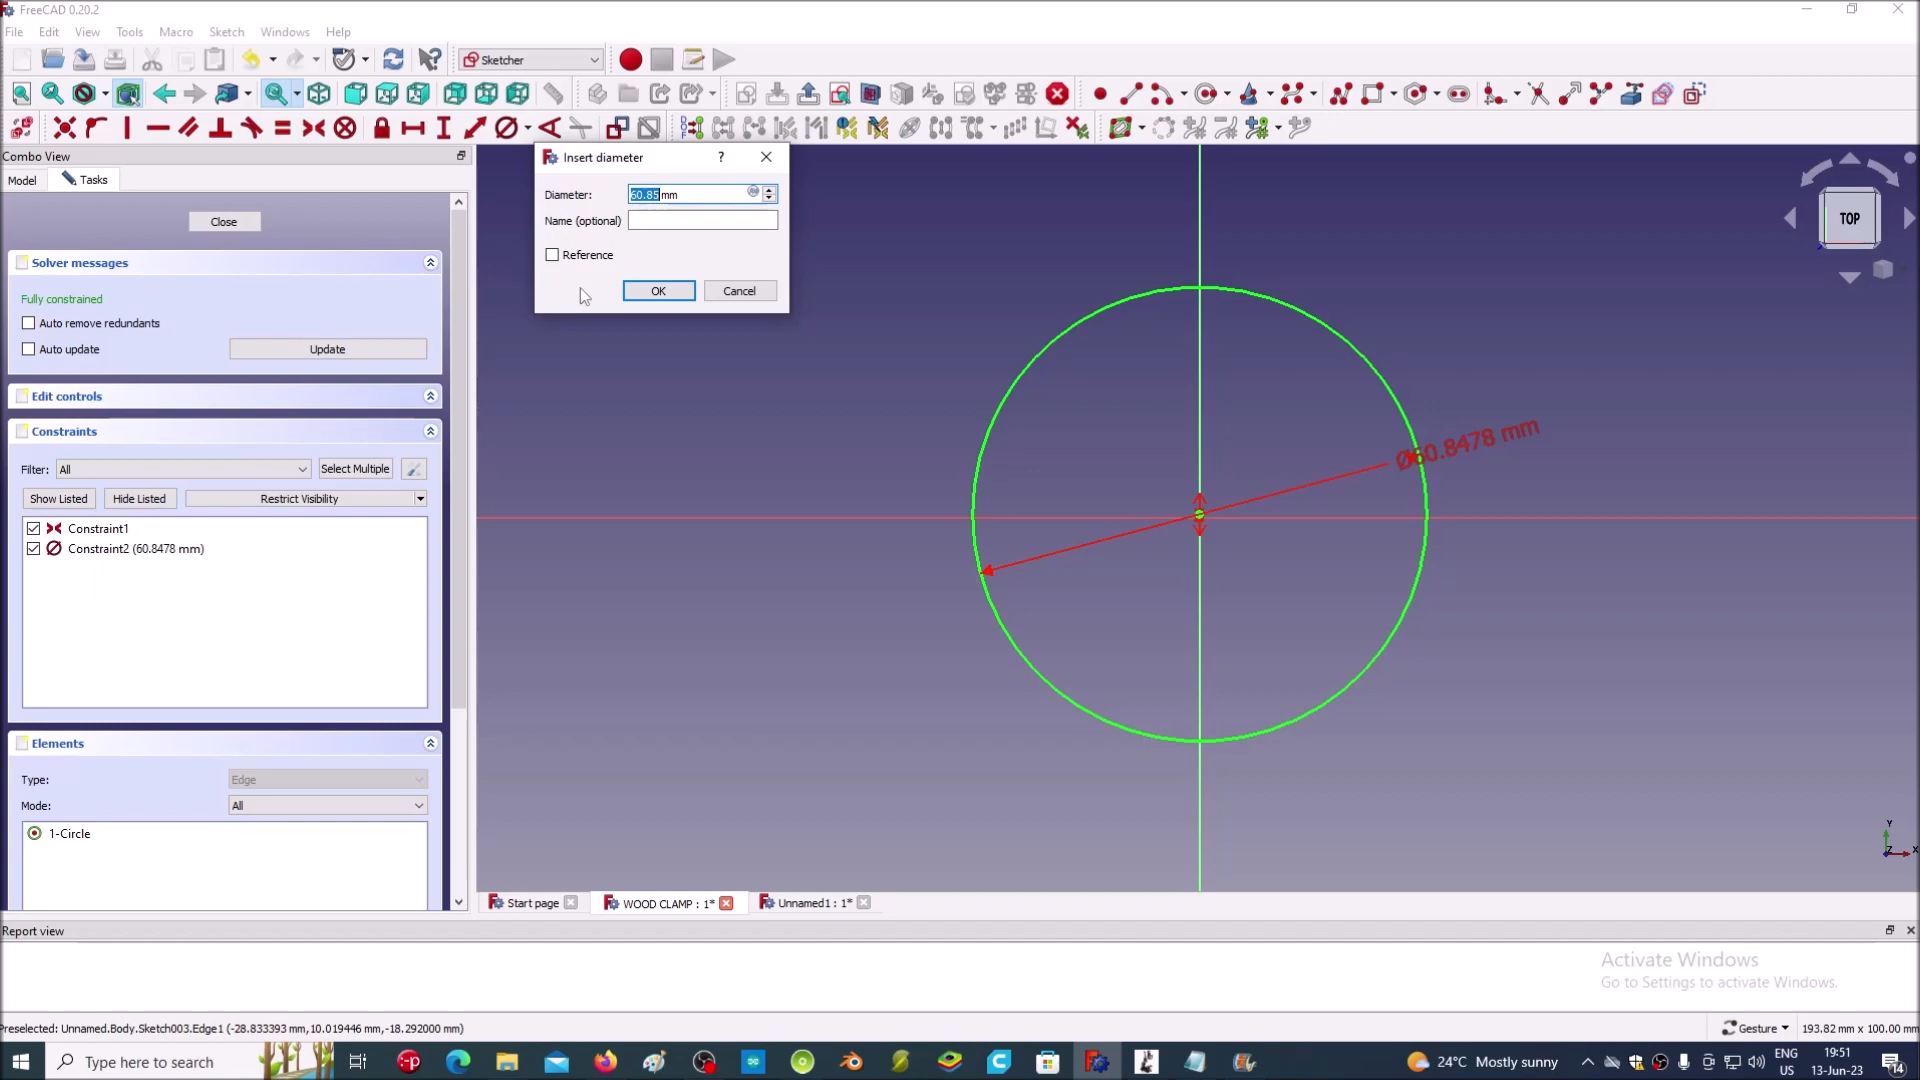 FreeCAD 0.20.2
File Edit View Tools Macro Sketch Windows Help
Sketcher
Combo View
Model Tasks
Close
Solver messages
Fully constrained
Auto remove redundants
Auto update Update
Edit controls
Constraints
Filter: All Select Multiple
Show Listed Hide Listed Restrict Visibility
Constraint1
Constraint2 (60.8478 mm)
Elements
Type: Edge
Mode: All
1-Circle
Insert diameter ?
Diameter: 60.85 mm
Name (optional)
Reference
OK Cancel
Ø60.8478 mm
TOP
Y
Z X
Start page WOOD CLAMP : 1* Unnamed1 : 1*
Report view
Activate Windows
Go to Settings to activate Windows.
Preselected: Unnamed.Body.Sketch003.Edge1 (-28.833393 mm,10.019446 mm,-18.292000 mm)
Gesture 193.82 mm x 100.00 mm
Type here to search
24°C Mostly sunny
ENG
US
19:51
13-Jun-23
14